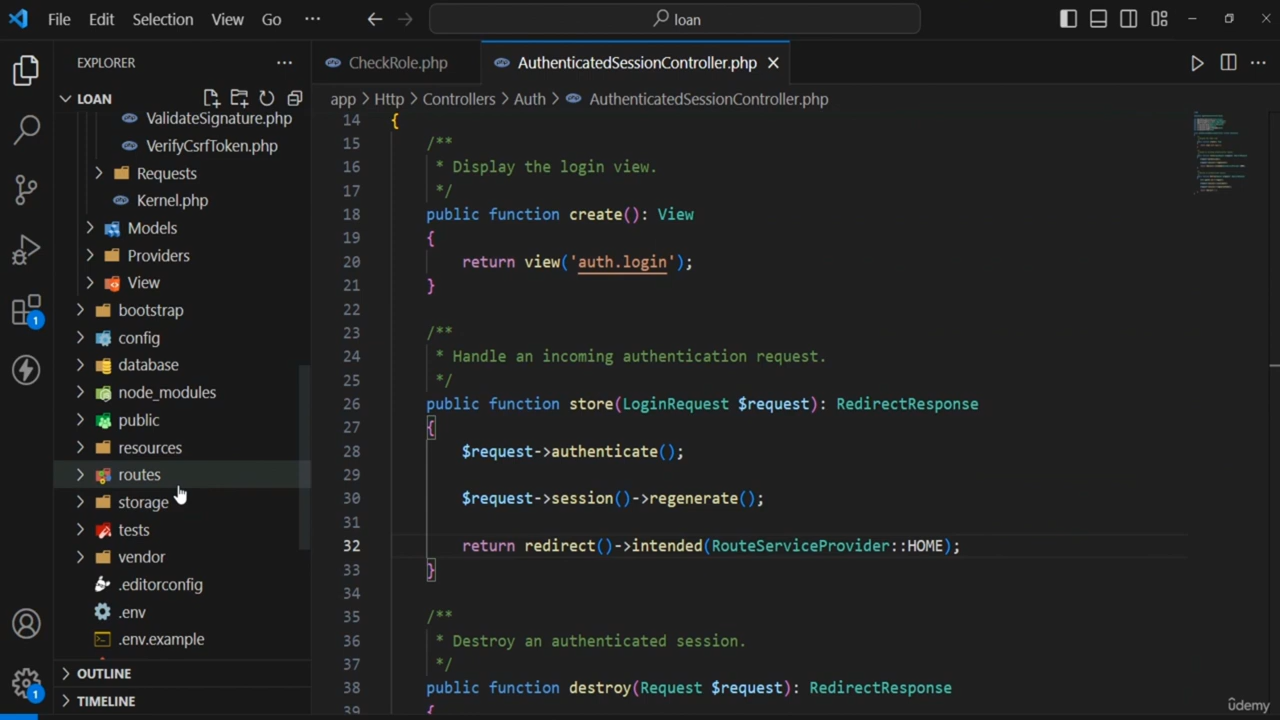 File Edit Selection View Go ··· loan
EXPLORER ···
CheckRole.php AuthenticatedSessionController.php
LOAN
app > Http > Controllers > Auth > AuthenticatedSessionController.php
ValidateSignature.php
VerifyCsrfToken.php
Requests
Kernel.php
Models
Providers
View
bootstrap
config
database
node_modules
public
resources
routes
storage
tests
vendor
.editorconfig
.env
.env.example
OUTLINE
TIMELINE
1
1
14 {
15 /**
16 * Display the login view.
17 */
18 public function create(): View
19 {
20 return view('auth.login');
21 }
22
23 /**
24 * Handle an incoming authentication request.
25 */
26 public function store(LoginRequest $request): RedirectResponse
27 {
28 $request->authenticate();
29
30 $request->session()->regenerate();
31
32 return redirect()->intended(RouteServiceProvider::HOME);
33 }
34
35 /**
36 * Destroy an authenticated session.
37 */
38 public function destroy(Request $request): RedirectResponse
39 {
ûdemy